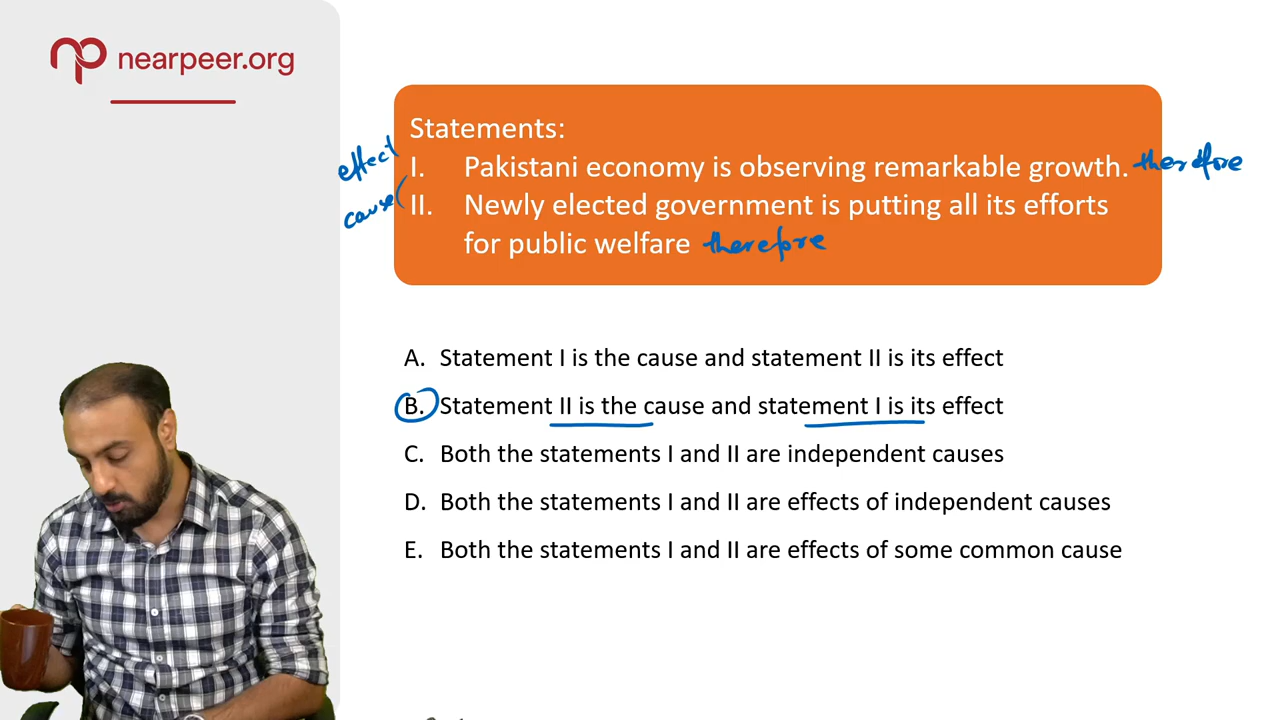 nearpeer.org
Statements:
effect I. Pakistani economy is observing remarkable growth. therefore
cause II. Newly elected government is putting all its efforts
for public welfare therefore
A. Statement I is the cause and statement II is its effect
B. Statement II is the cause and statement I is its effect
C. Both the statements I and II are independent causes
D. Both the statements I and II are effects of independent causes
E. Both the statements I and II are effects of some common cause